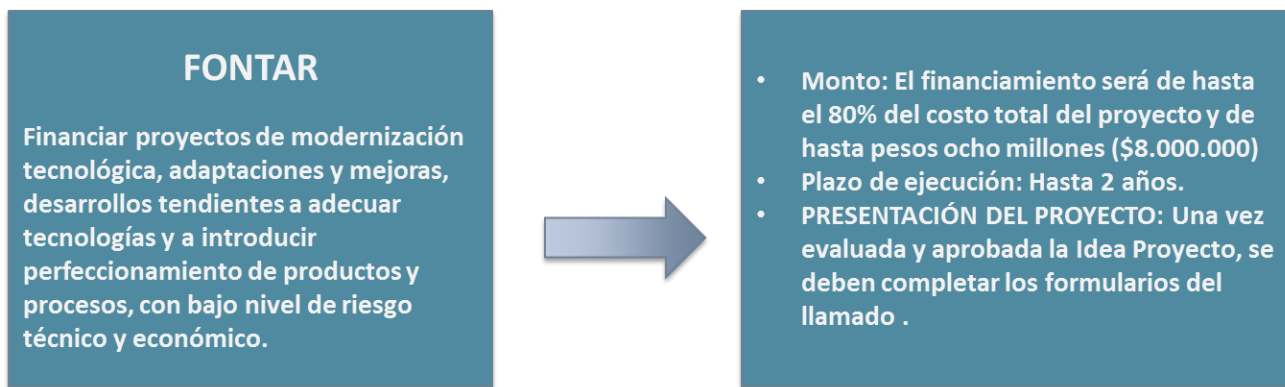 FONTAR
Financiar proyectos de modernización
tecnológica, adaptaciones y mejoras,
desarrollos tendientes a adecuar
tecnologías y a introducir
perfeccionamiento de productos y
procesos, con bajo nivel de riesgo
técnico y económico.
• Monto: El financiamiento será de hasta
el 80% del costo total del proyecto y de
hasta pesos ocho millones ($8.000.000)
• Plazo de ejecución: Hasta 2 años.
• PRESENTACIÓN DEL PROYECTO: Una vez
evaluada y aprobada la Idea Proyecto, se
deben completar los formularios del
llamado .